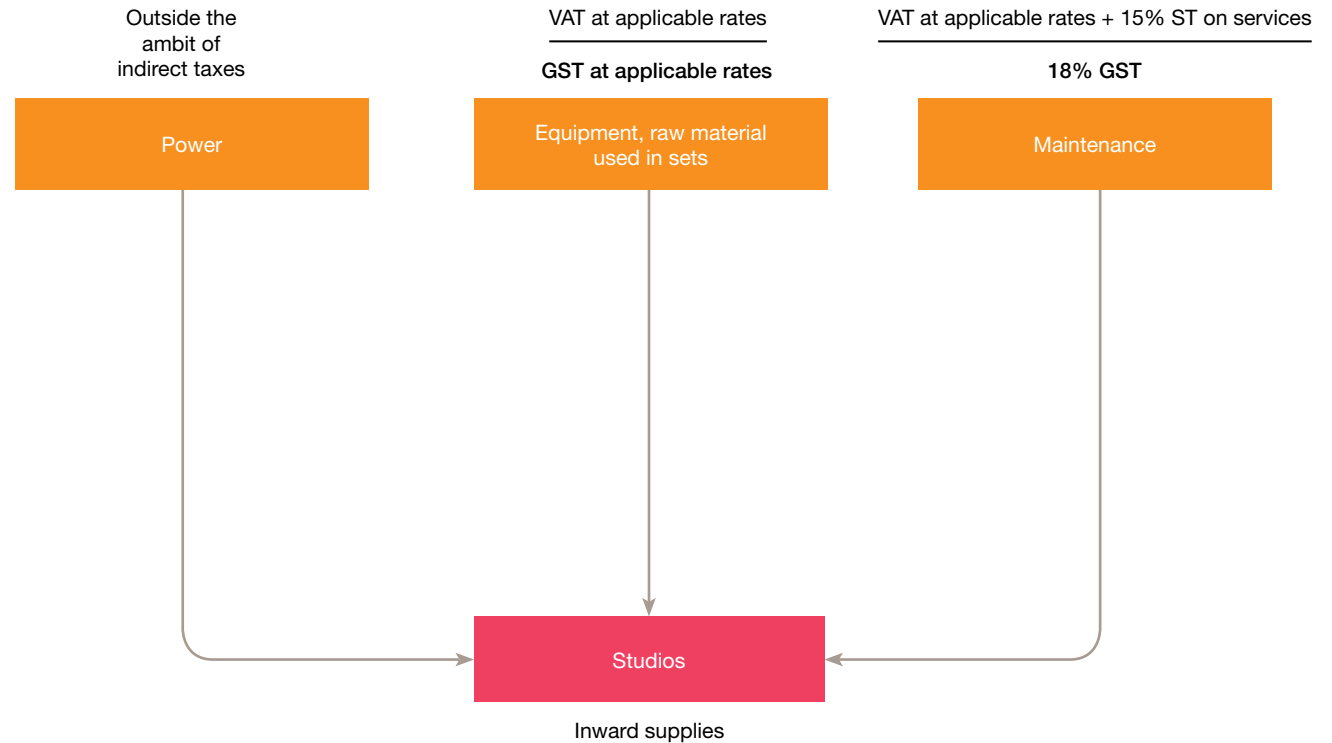 Outside the
ambit of
indirect taxes
VAT at applicable rates
GST at applicable rates
VAT at applicable rates + 15% ST on services
18% GST
Power
Equipment, raw material
used in sets
Maintenance
Studios
Inward supplies